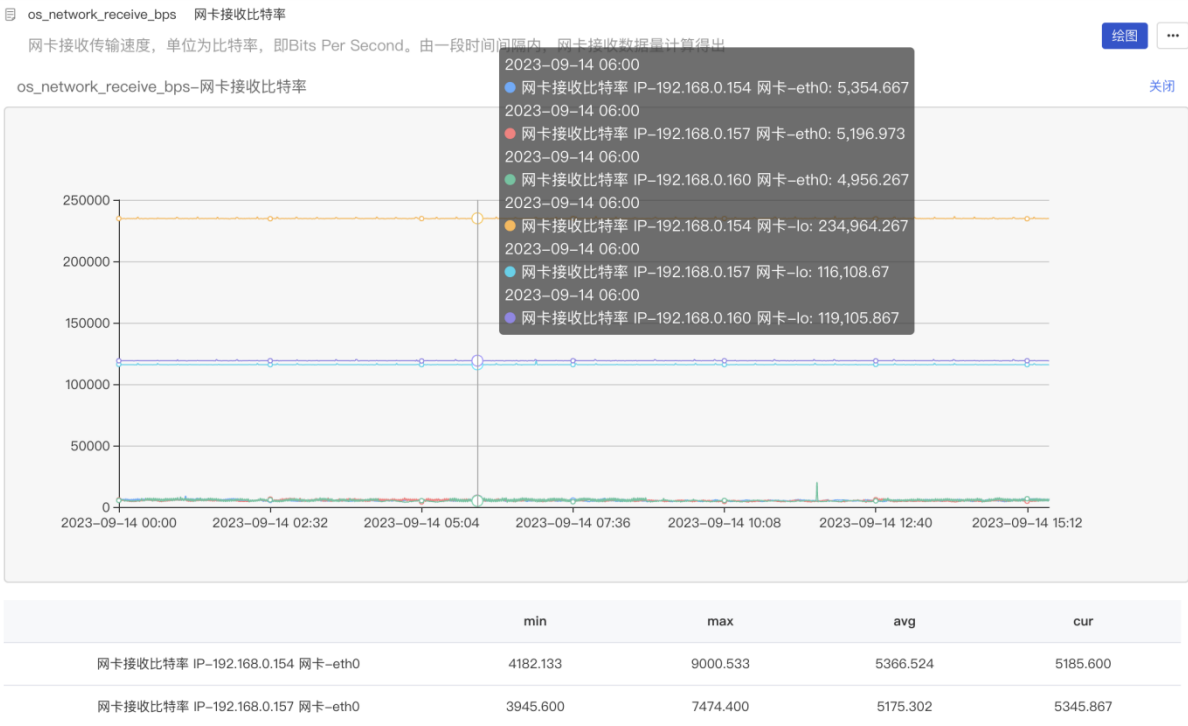 os_network_receive_bps 网卡接收比特率
网卡接收传输速度，单位为比特率，即Bits Per Second。由一段时间间隔内，网卡接收数据量计算得出
绘图
os_network_receive_bps-网卡接收比特率
关闭
2023-09-14 06:00
网卡接收比特率 IP-192.168.0.154 网卡-eth0: 5,354.667
2023-09-14 06:00
网卡接收比特率 IP-192.168.0.157 网卡-eth0: 5,196.973
2023-09-14 06:00
网卡接收比特率 IP-192.168.0.160 网卡-eth0: 4,956.267
2023-09-14 06:00
网卡接收比特率 IP-192.168.0.154 网卡-lo: 234,964.267
2023-09-14 06:00
网卡接收比特率 IP-192.168.0.157 网卡-lo: 116,108.67
2023-09-14 06:00
网卡接收比特率 IP-192.168.0.160 网卡-lo: 119,105.867
250000
200000
150000
100000
50000
0
2023-09-14 00:00 2023-09-14 02:32 2023-09-14 05:04 2023-09-14 07:36 2023-09-14 10:08 2023-09-14 12:40 2023-09-14 15:12
min max avg cur
网卡接收比特率 IP-192.168.0.154 网卡-eth0 4182.133 9000.533 5366.524 5185.600
网卡接收比特率 IP-192.168.0.157 网卡-eth0 3945.600 7474.400 5175.302 5345.867